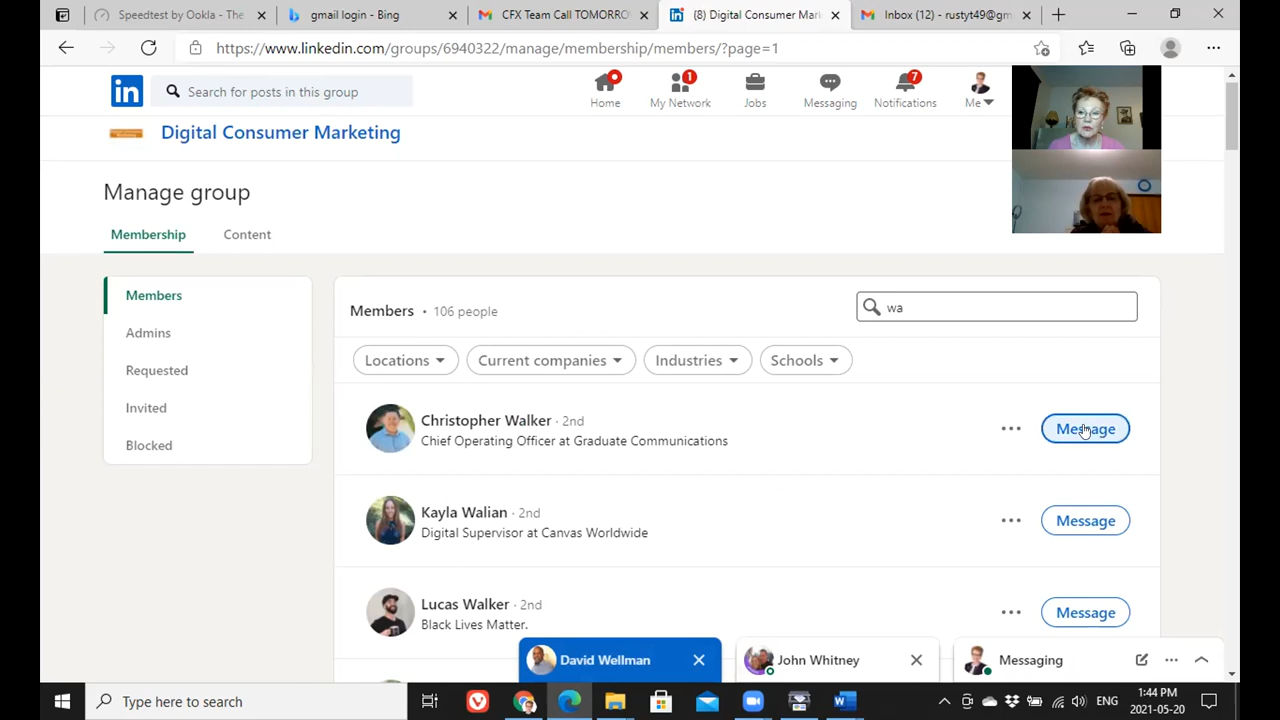 Speedtest by Ookla - The
gmail login - Bing
CFX Team Call TOMORRO
(8) Digital Consumer Mark
Inbox (12) - rustyt49@gm
https://www.linkedin.com/groups/6940322/manage/membership/members/?page=1
in
Search for posts in this group
1
7
Home
My Network
Jobs
Messaging
Notifications
Me
Digital Consumer Marketing
Manage group
Membership
Content
Members
Admins
Requested
Invited
Blocked
Members • 106 people
wa
Locations
Current companies
Industries
Schools
Christopher Walker · 2nd
Chief Operating Officer at Graduate Communications
Message
Kayla Walian · 2nd
Digital Supervisor at Canvas Worldwide
Message
Lucas Walker · 2nd
Black Lives Matter.
Message
David Wellman
John Whitney
Messaging
Type here to search
ENG
1:44 PM
2021-05-20